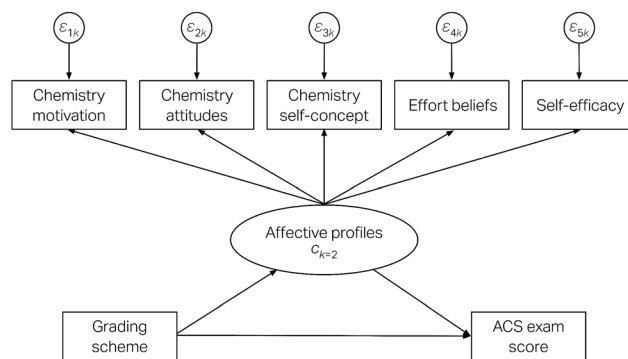 ε1k ε2k ε3k ε4k ε5k
Chemistry motivation
Chemistry attitudes
Chemistry self-concept
Effort beliefs
Self-efficacy
Affective profiles
Ck=2
Grading scheme
ACS exam score